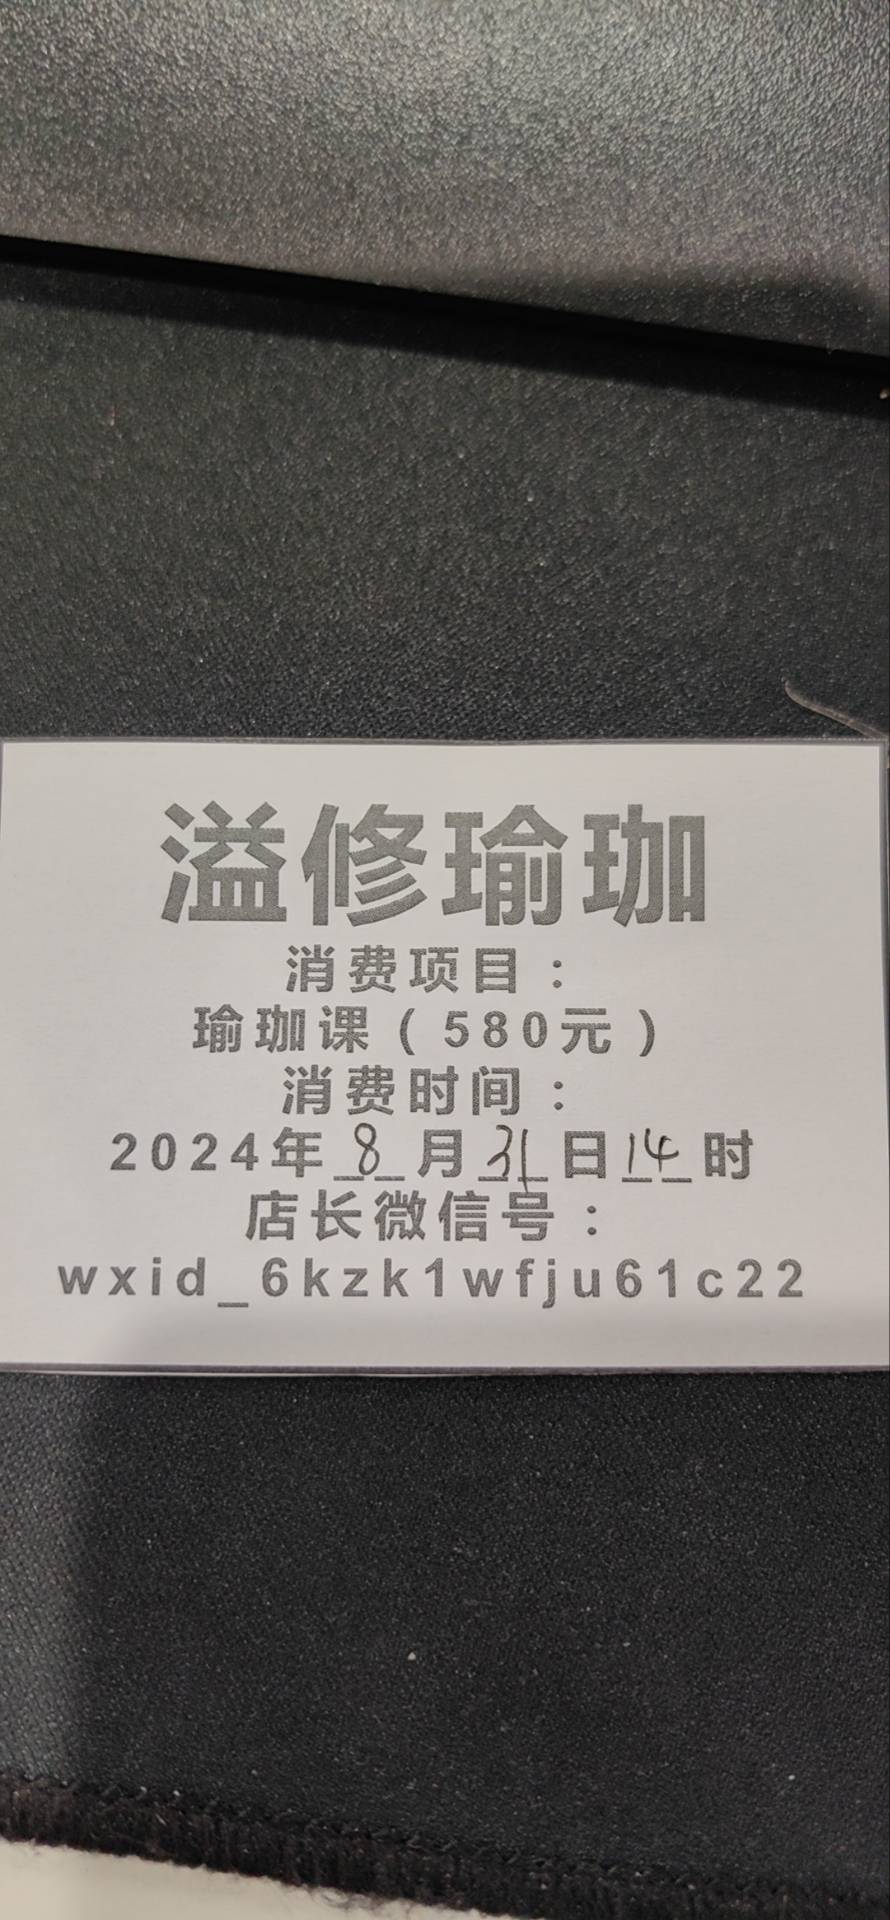 溢修瑜珈
消费项目：
瑜珈课（580元）
消费时间：
2024年_8_月31日14时
店长微信号：
wxid_6kzk1wfju61c22